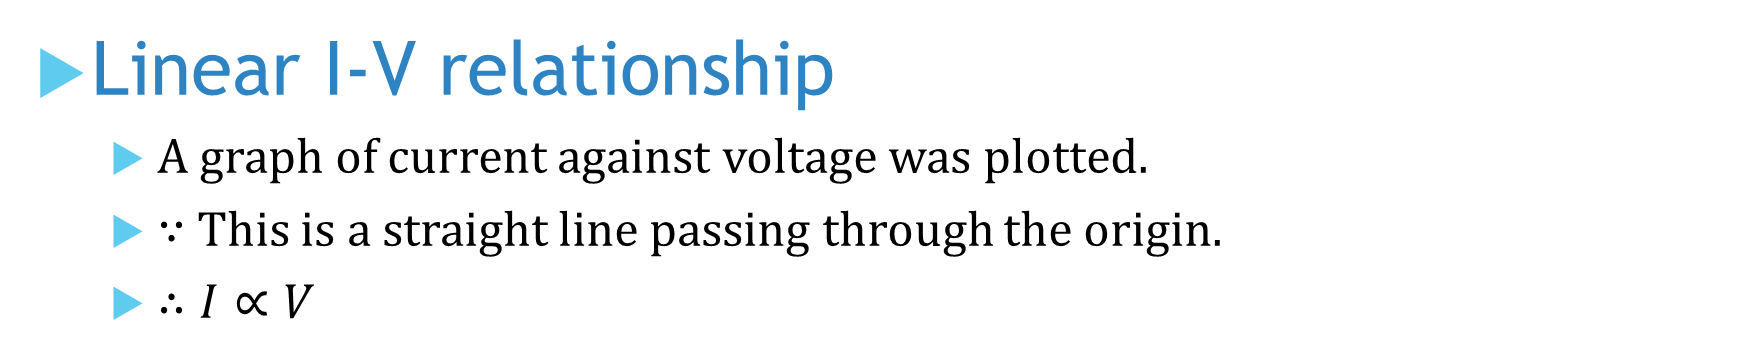 Linear I-V relationship
A graph of current against voltage was plotted.
∵ This is a straight line passing through the origin.
∴ I ∝ V